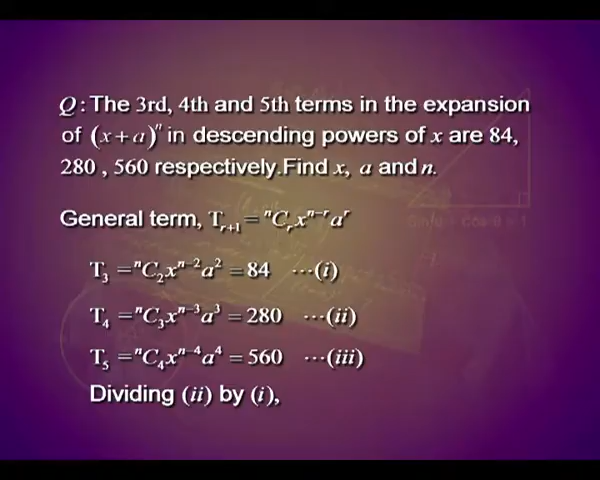 Q : The 3rd, 4th and 5th terms in the expansion
of (x + a)ⁿ in descending powers of x are 84,
280 , 560 respectively.Find x, a and n.
General term, Tᵣ₊₁ = ⁿCᵣxⁿ⁻ʳaʳ
T₃ = ⁿC₂xⁿ⁻²a² = 84 ···(i)
T₄ = ⁿC₃xⁿ⁻³a³ = 280 ···(ii)
T₅ = ⁿC₄xⁿ⁻⁴a⁴ = 560 ···(iii)
Dividing (ii) by (i),